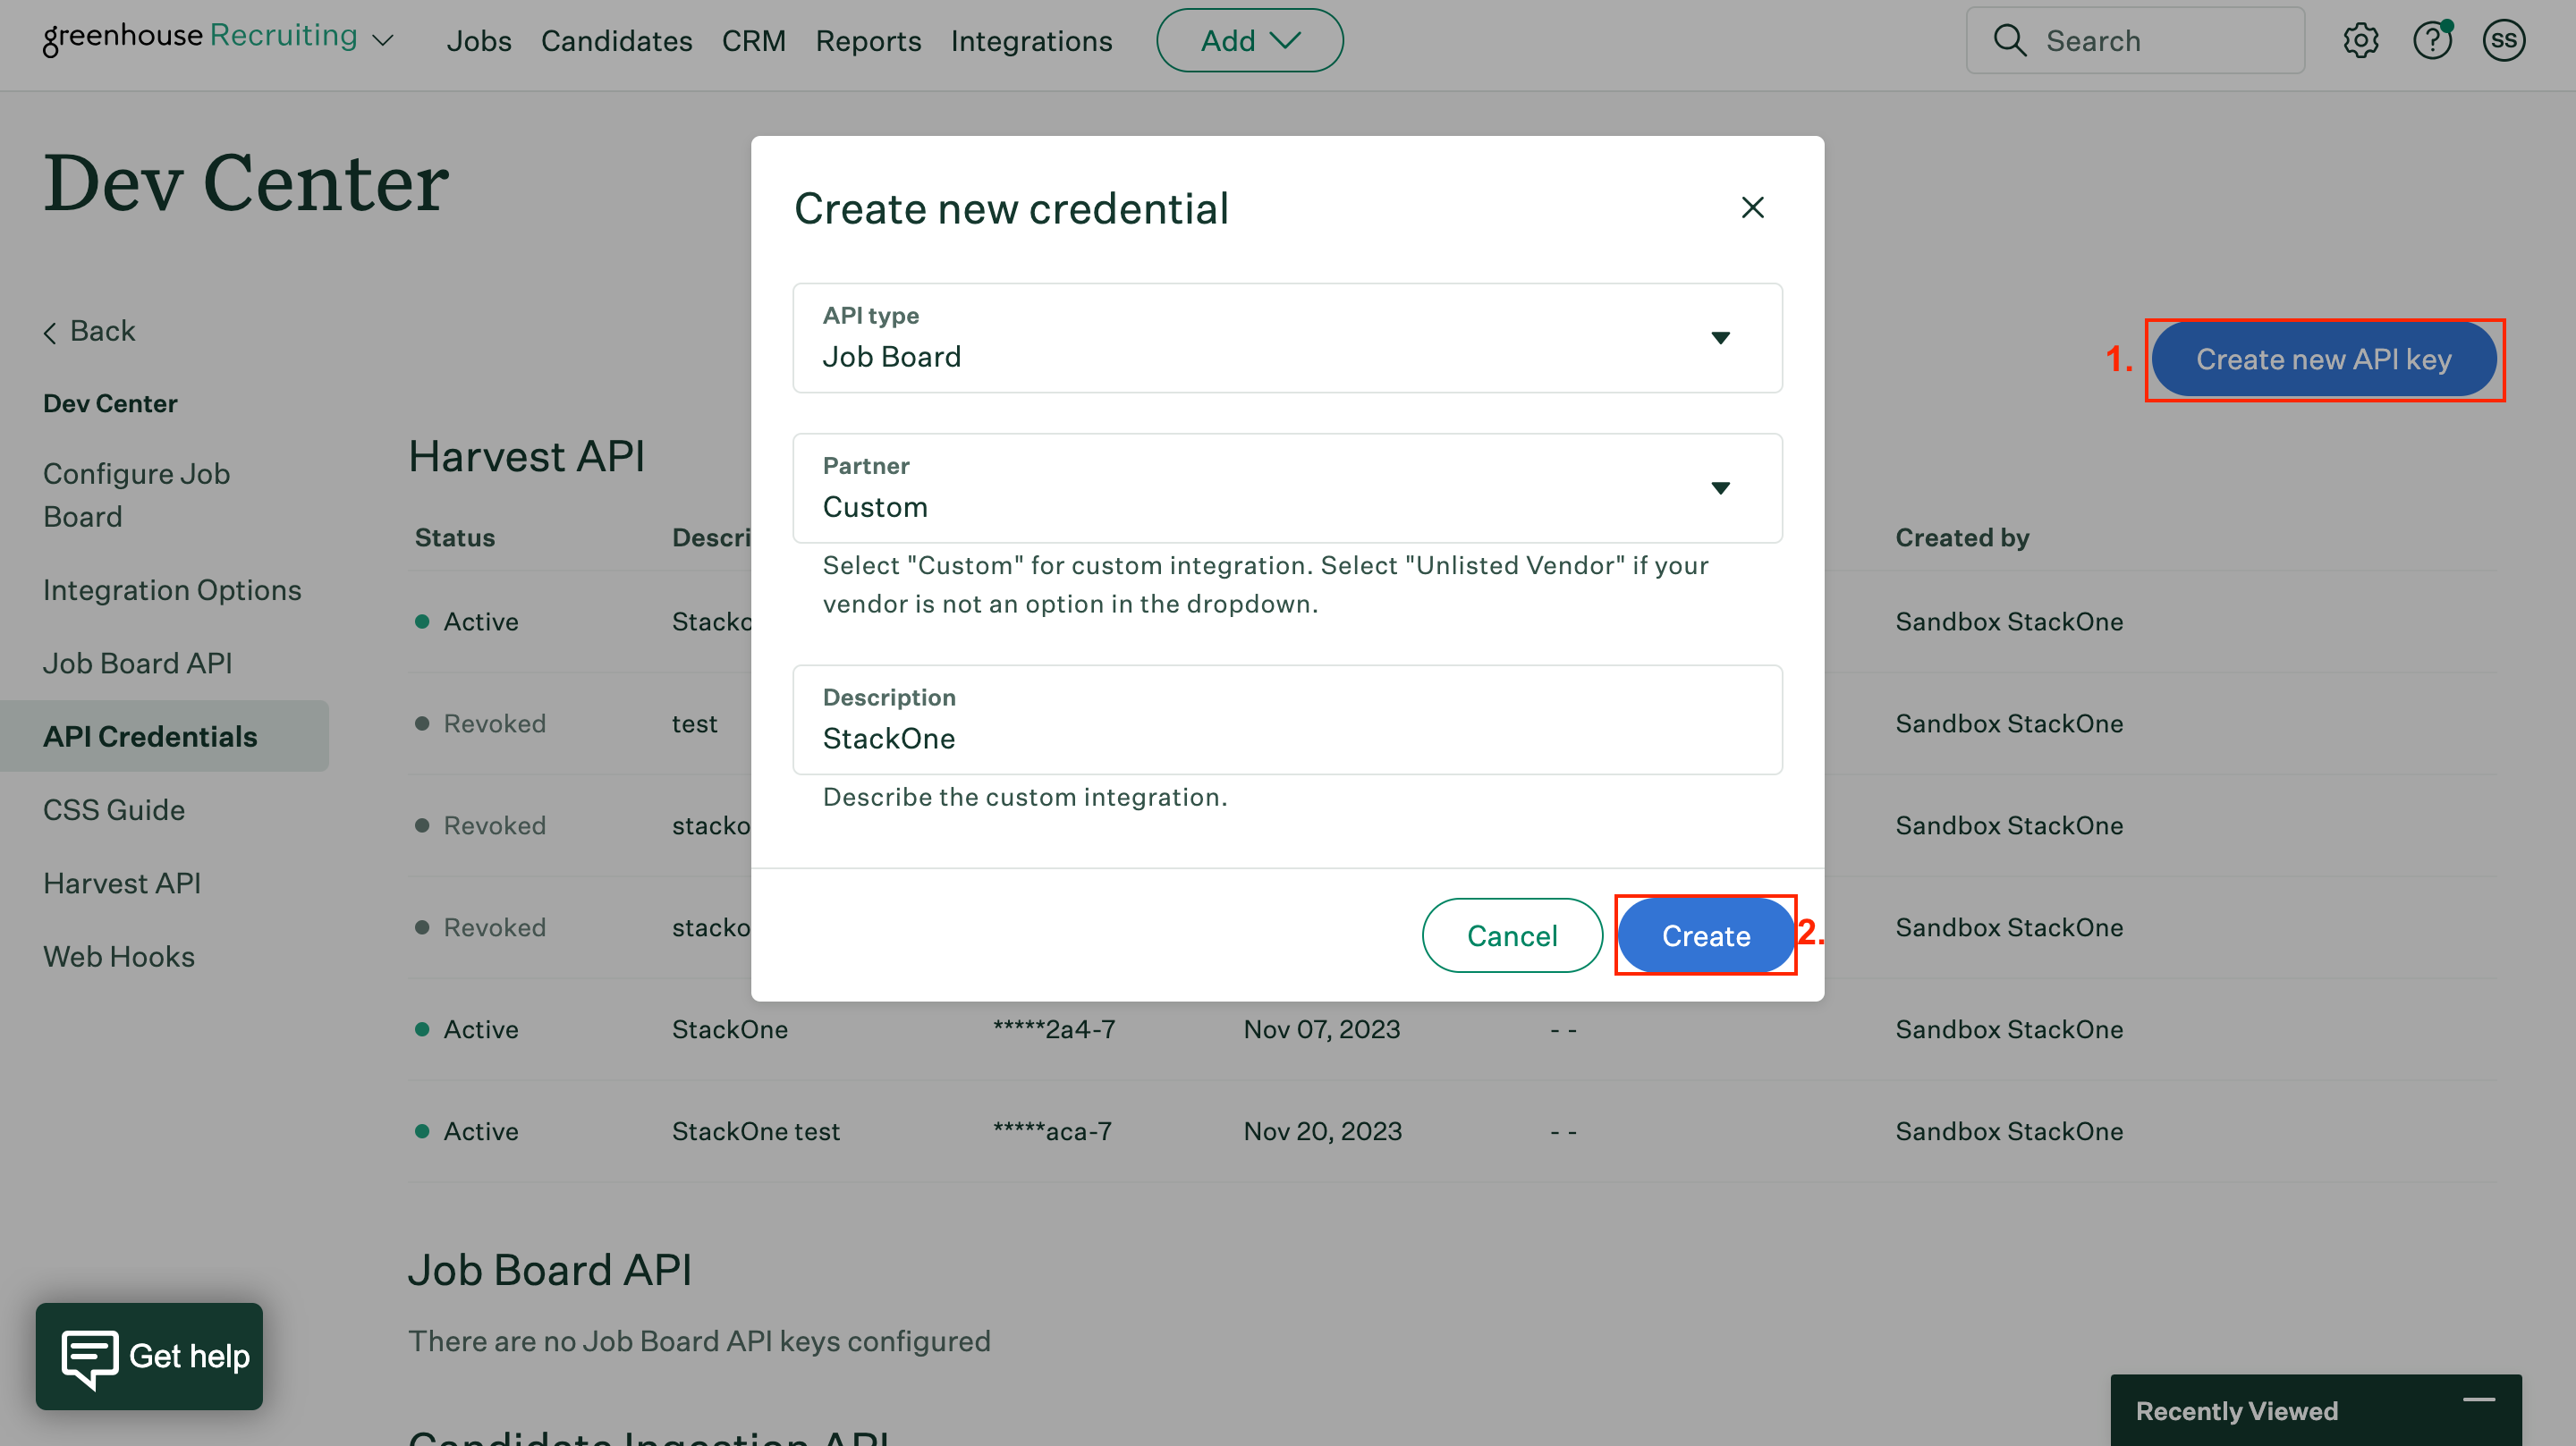 greenhouse Recruiting
Jobs Candidates CRM Reports Integrations Add
Search
SS
Dev Center
Create new credential
API type
Job Board
Partner
Custom
Select "Custom" for custom integration. Select "Unlisted Vendor" if your
vendor is not an option in the dropdown.
Description
StackOne
Describe the custom integration.
Cancel Create 2.
1. Create new API key
Back
Dev Center
Configure Job
Board
Integration Options
Job Board API
API Credentials
CSS Guide
Harvest API
Web Hooks
Harvest API
Status Descri Created by
Active Stacko Sandbox StackOne
Revoked test Sandbox StackOne
Revoked stacko Sandbox StackOne
Revoked stacko Sandbox StackOne
Active StackOne *****2a4-7 Nov 07, 2023 - - Sandbox StackOne
Active StackOne test *****aca-7 Nov 20, 2023 - - Sandbox StackOne
Job Board API
There are no Job Board API keys configured
Candidate Ingestion API
Get help
Recently Viewed